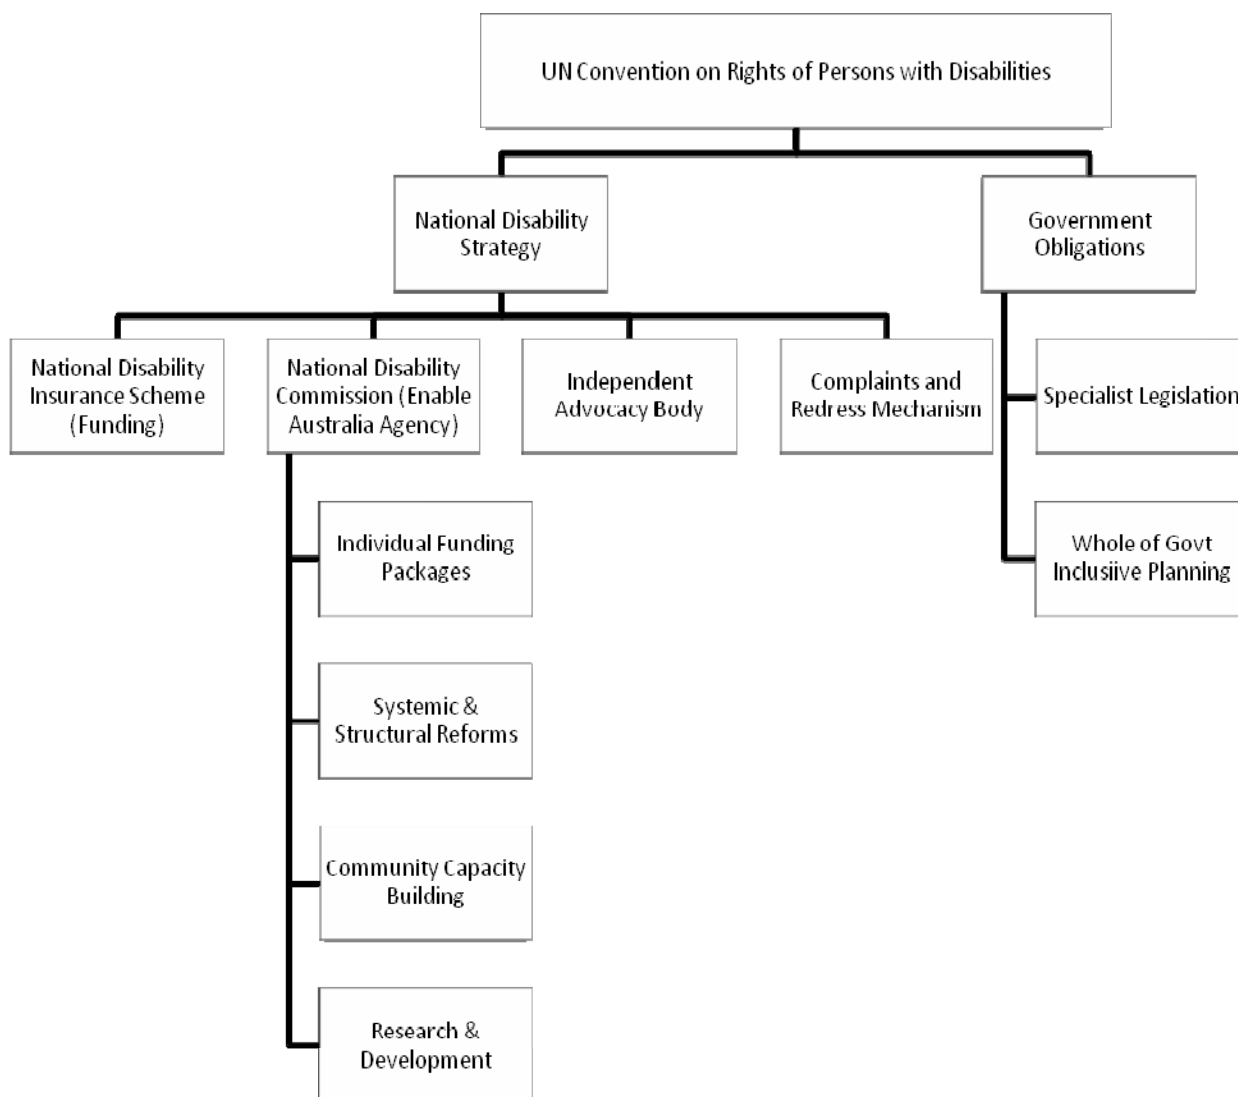 UN Convention on Rights of Persons with Disabilities
National Disability
Strategy
Government
Obligations
National Disability
Insurance Scheme
(Funding)
National Disability
Commission (Enable
Australia Agency)
Independent
Advocacy Body
Complaints and
Redress Mechanism
Specialist Legislation
Individual Funding
Packages
Whole of Govt
Inclusiive Planning
Systemic &
Structural Reforms
Community Capacity
Building
Research &
Development